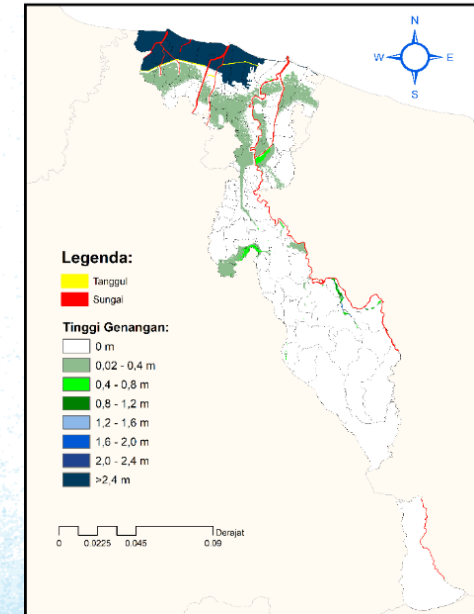 N
W E
S
Legenda:
Tanggul
Sungai
Tinggi Genangan:
0 m
0,02 - 0,4 m
0,4 - 0,8 m
0,8 - 1,2 m
1,2 - 1,6 m
1,6 - 2,0 m
2,0 - 2,4 m
>2,4 m
Derajat
0 0.0225 0.045 0.09